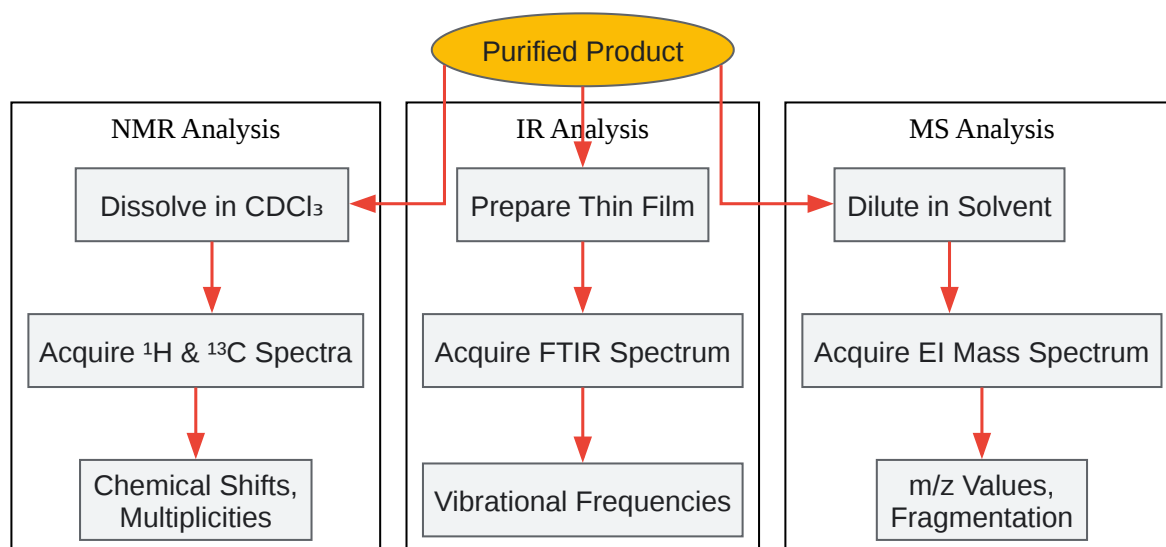 Purified Product
NMR Analysis
Dissolve in CDCl₃
Acquire ¹H & ¹³C Spectra
Chemical Shifts,
Multiplicities
IR Analysis
Prepare Thin Film
Acquire FTIR Spectrum
Vibrational Frequencies
MS Analysis
Dilute in Solvent
Acquire EI Mass Spectrum
m/z Values,
Fragmentation